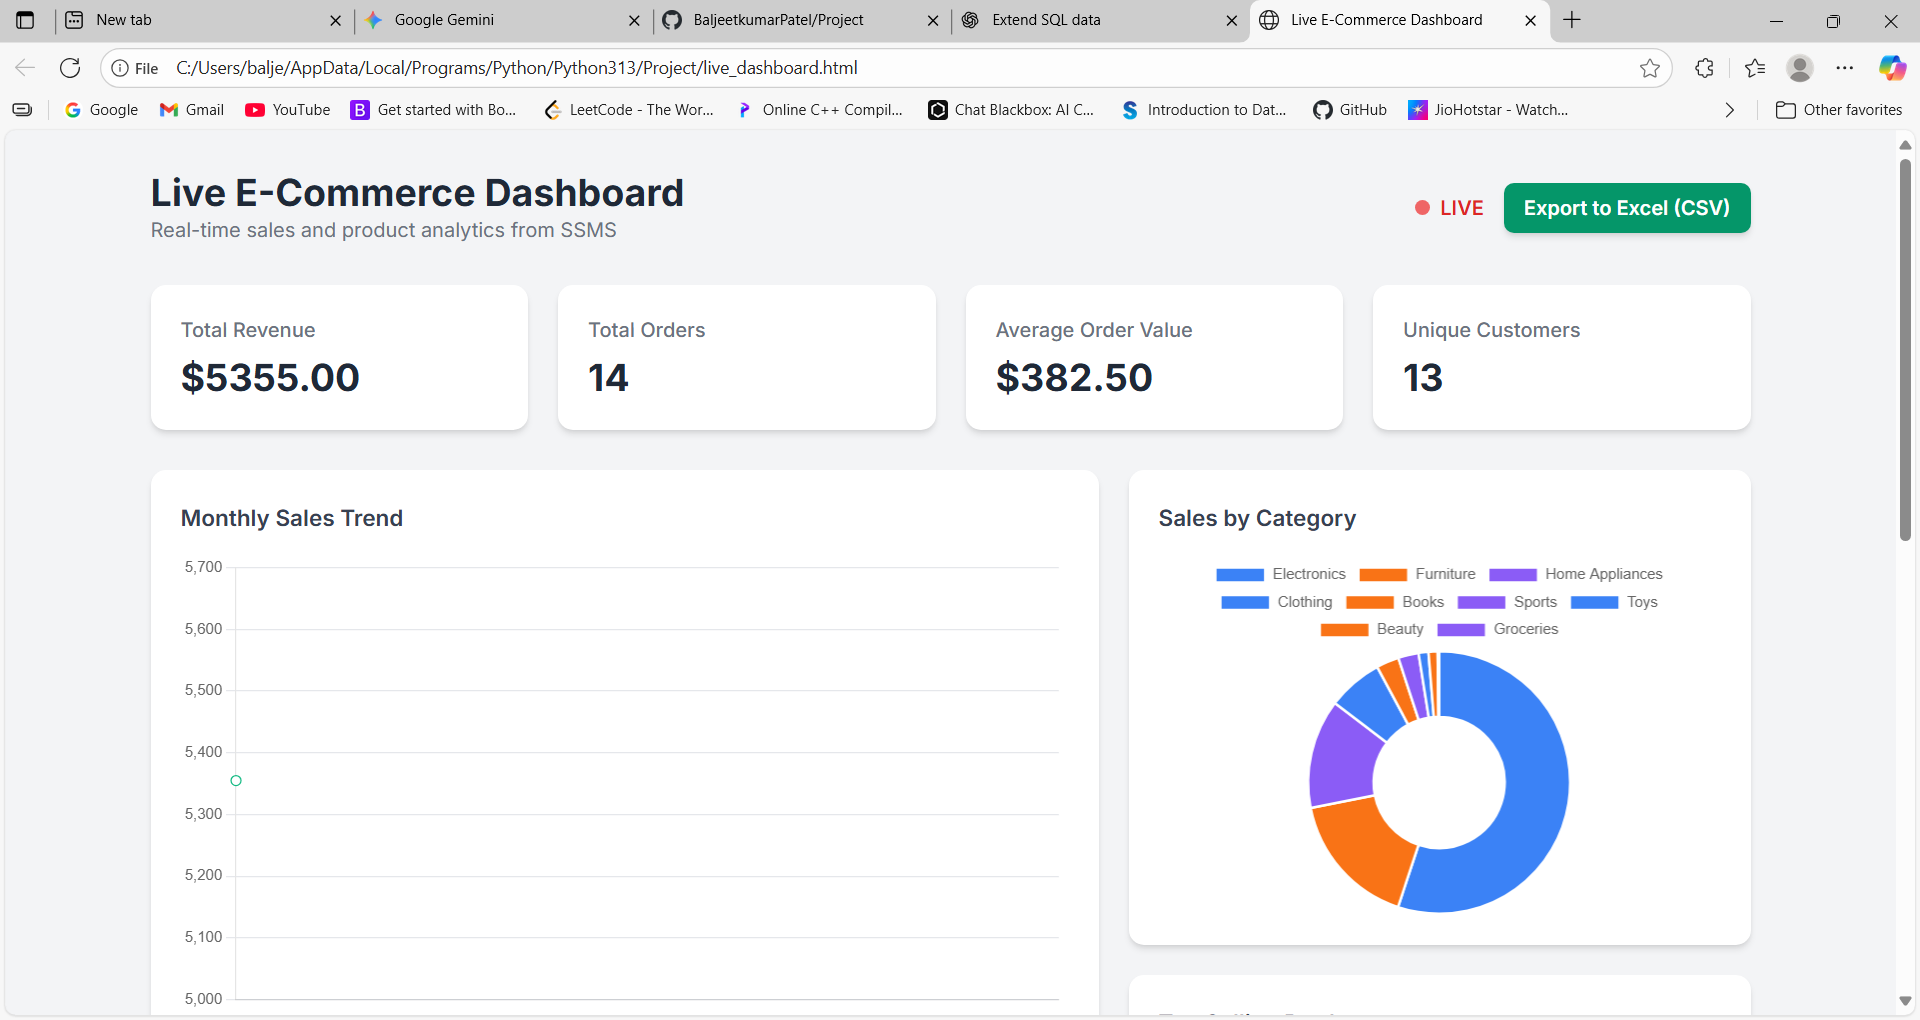 New tab
Google Gemini
BaljeetkumarPatel/Project
Extend SQL data
Live E-Commerce Dashboard
File C:/Users/balje/AppData/Local/Programs/Python/Python313/Project/live_dashboard.html
Google
Gmail
YouTube
B Get started with Bo...
LeetCode - The Wor...
Online C++ Compil...
Chat Blackbox: AI C...
Introduction to Dat...
GitHub
JioHotstar - Watch...
Other favorites
Live E-Commerce Dashboard
Real-time sales and product analytics from SSMS
LIVE
Export to Excel (CSV)
Total Revenue
$5355.00
Total Orders
14
Average Order Value
$382.50
Unique Customers
13
Monthly Sales Trend
5,700
5,600
5,500
5,400
5,300
5,200
5,100
5,000
Sales by Category
Electronics Furniture Home Appliances
Clothing Books Sports Toys
Beauty Groceries